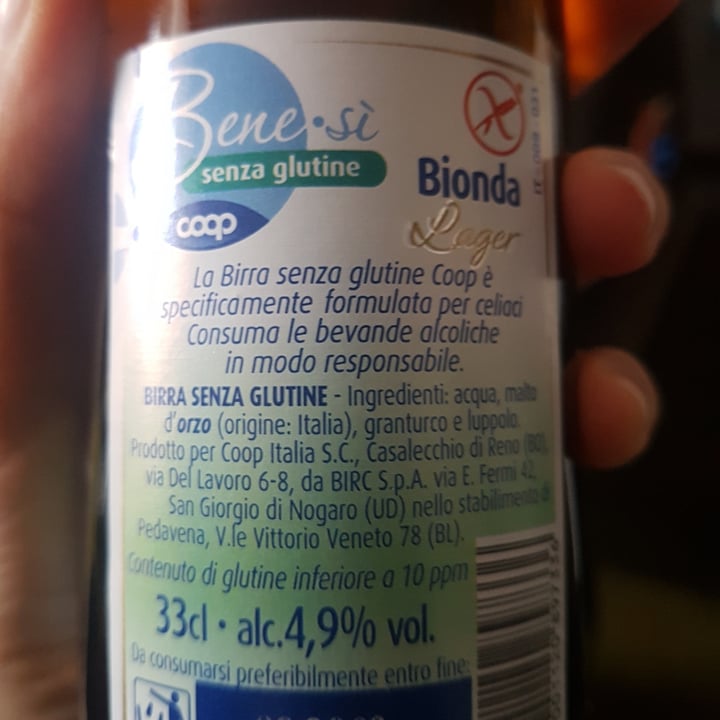 Bene·sì
senza glutine
coop
Bionda
Lager
La Birra senza glutine Coop è
specificamente formulata per celiaci
Consuma le bevande alcoliche
in modo responsabile.
BIRRA SENZA GLUTINE - Ingredienti: acqua, malto
d'orzo (origine: Italia), granturco e luppolo.
Prodotto per Coop Italia S.C., Casalecchio di Reno (BO),
via Del Lavoro 6-8, da BIRC S.p.A. via E. Fermi 42,
San Giorgio di Nogaro (UD) nello stabilimento di
Pedavena, V.le Vittorio Veneto 78 (BL).
Contenuto di glutine inferiore a 10 ppm
33cl · alc.4,9% vol.
Da consumarsi preferibilmente entro fine: